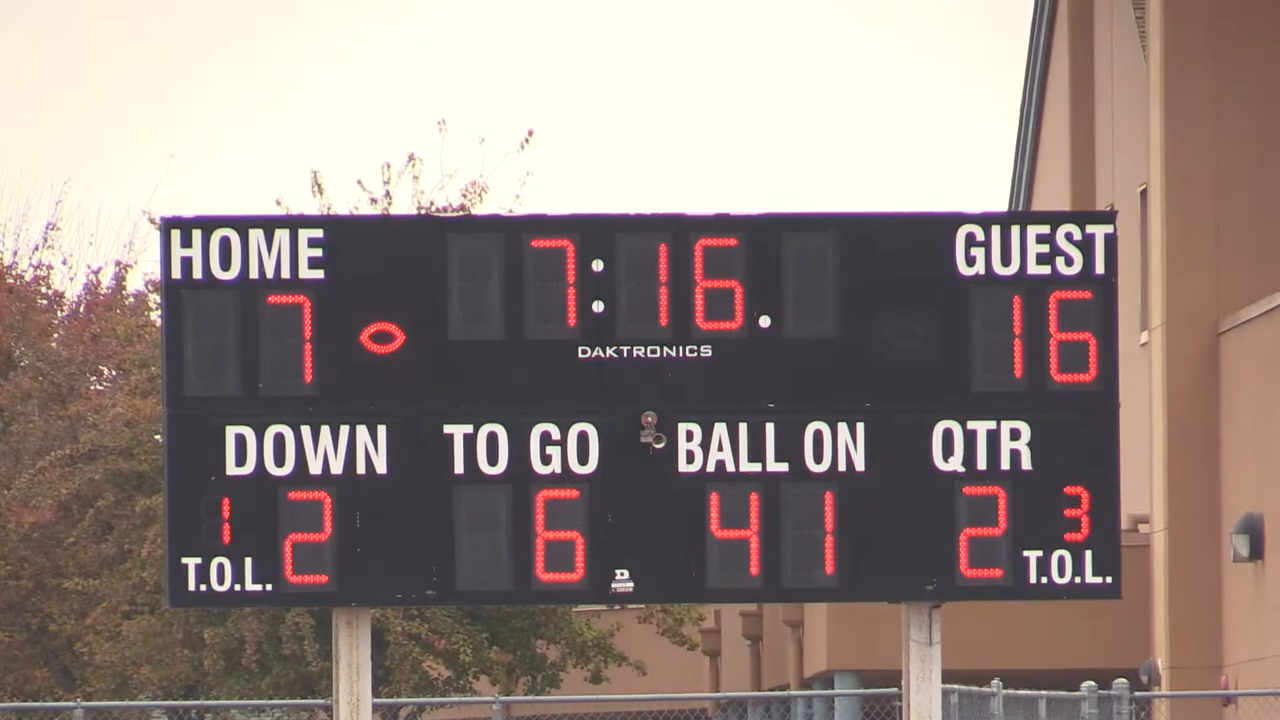 HOME 7:16. GUEST
7 16
DAKTRONICS
DOWN TO GO BALL ON QTR
1 2 6 41 2 3
T.O.L. T.O.L.